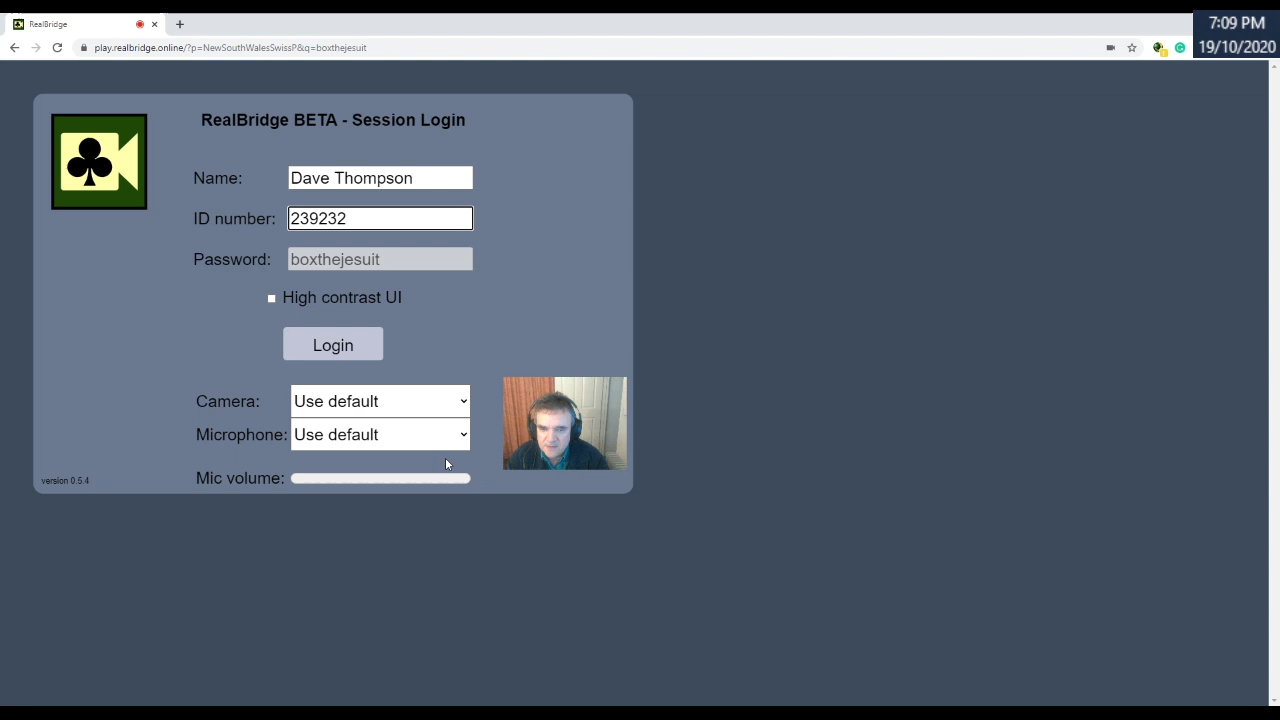 RealBridge
7:09 PM
play.realbridge.online/?p=NewSouthWalesSwissP&q=boxthejesuit
19/10/2020
RealBridge BETA - Session Login
Name: Dave Thompson
ID number: 239232
Password: boxthejesuit
High contrast UI
Login
Camera: Use default
Microphone: Use default
Mic volume:
version 0.5.4